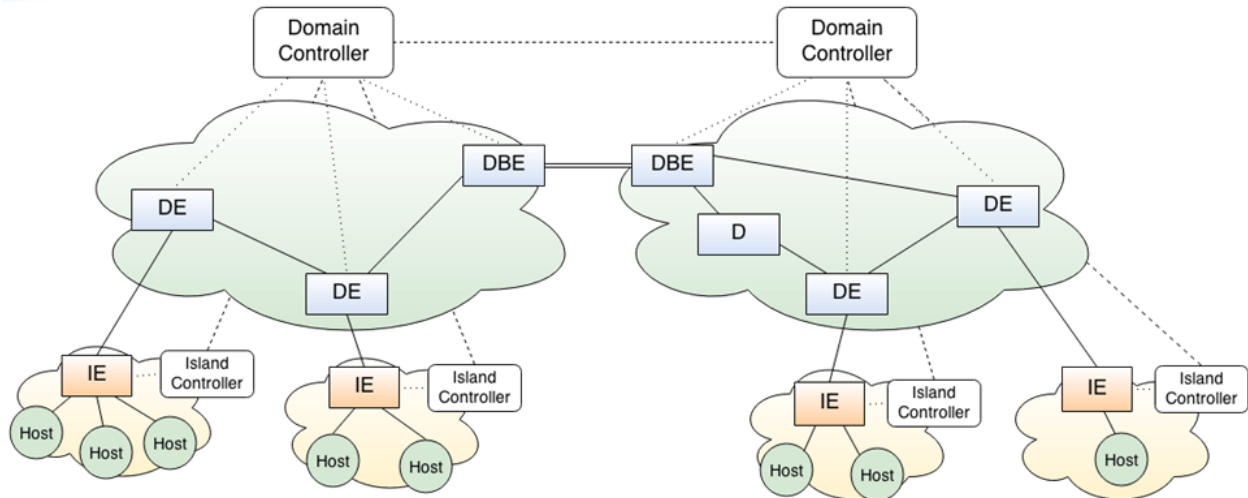 Domain
Controller
Domain
Controller
DBE
DBE
DE
DE
D
DE
DE
IE
Island
Controller
IE
Island
Controller
IE
Island
Controller
IE
Island
Controller
Host
Host
Host
Host
Host
Host
Host
Host